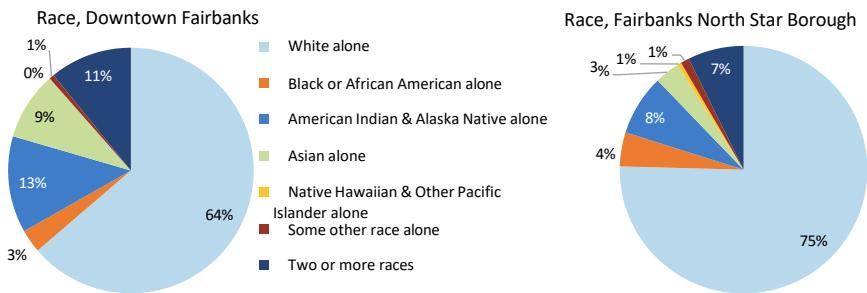 Race, Downtown Fairbanks
1%
0%
11%
9%
13%
3%
64%
White alone
Black or African American alone
American Indian & Alaska Native alone
Asian alone
Native Hawaiian & Other Pacific
Islander alone
Some other race alone
Two or more races
Race, Fairbanks North Star Borough
1%
1%
3%
7%
8%
4%
75%